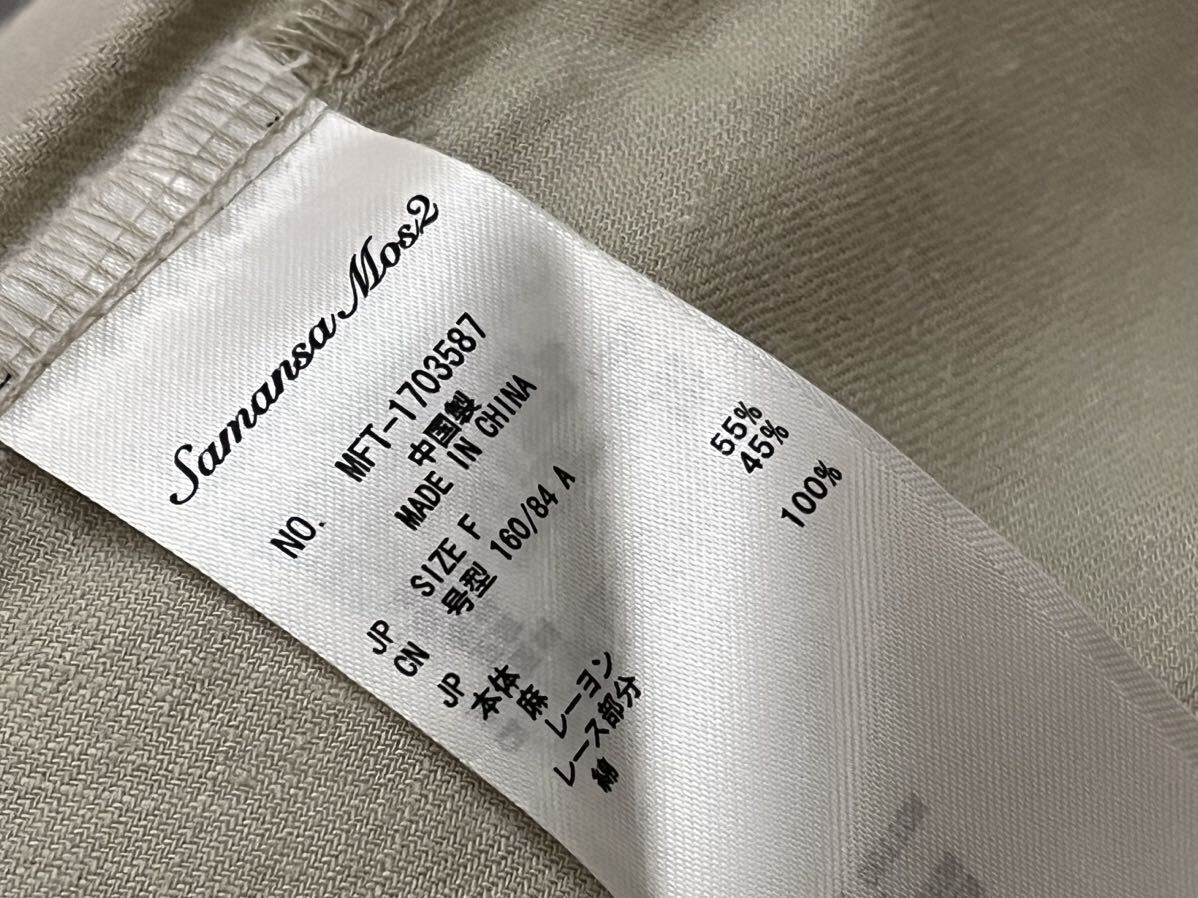 Samansa Mos2
NO. MFT-1703587
中国製
MADE IN CHINA
JP SIZE F
CN 号型 160/84 A
JP 本体
麻 55%
レーヨン 45%
レース部分
綿 100%